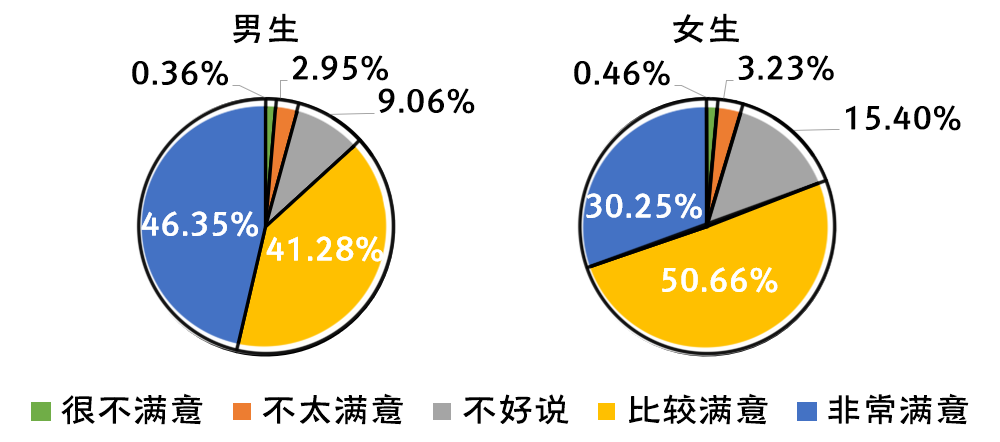 男生
女生
0.36%
2.95%
9.06%
46.35%
41.28%
0.46%
3.23%
15.40%
30.25%
50.66%
很不满意
不太满意
不好说
比较满意
非常满意